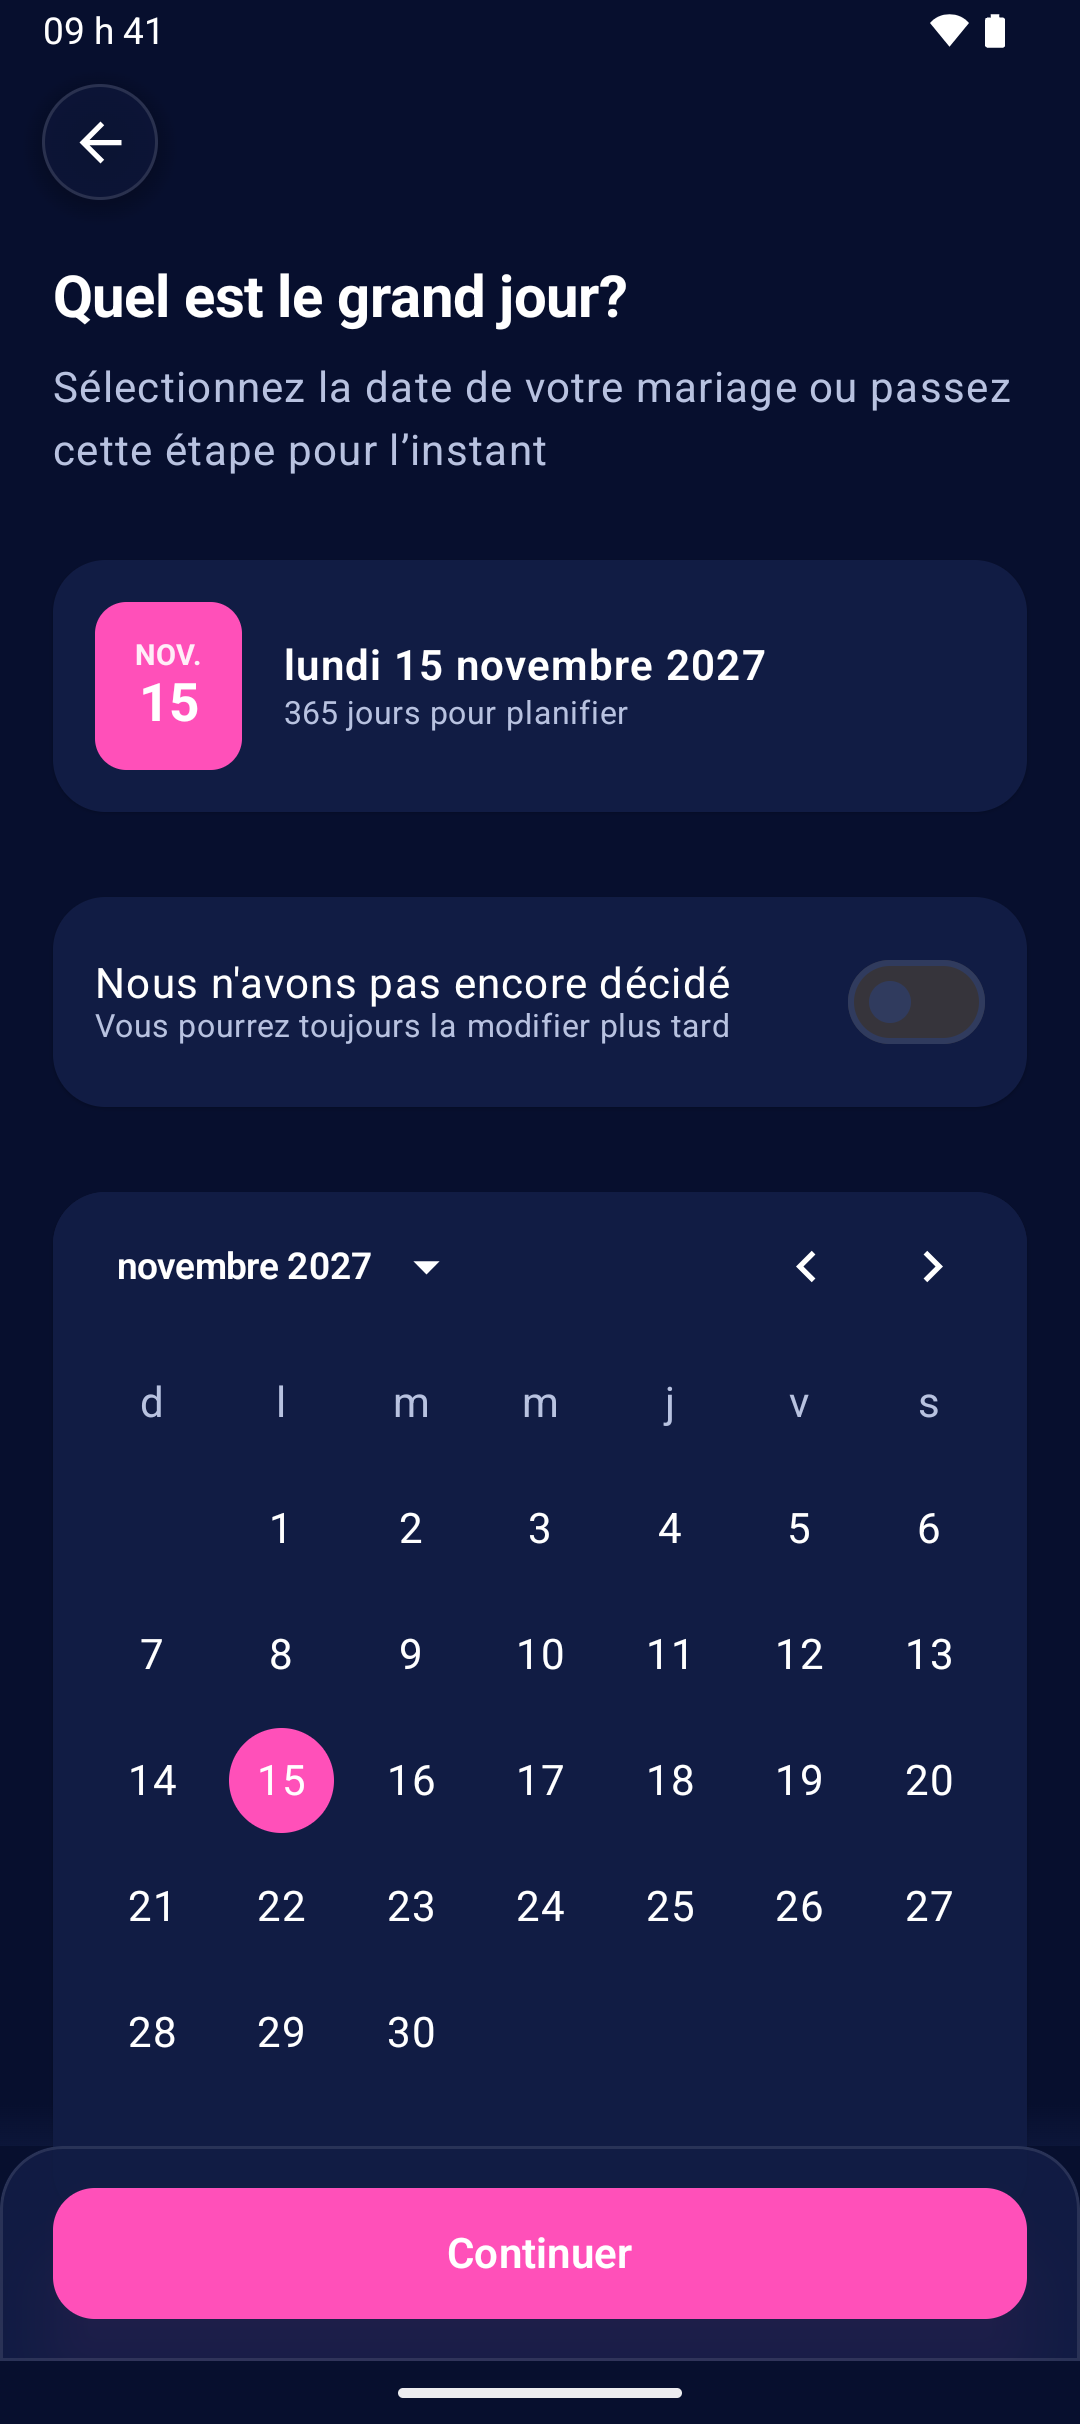 09 h 41
Quel est le grand jour?
Sélectionnez la date de votre mariage ou passez
cette étape pour l’instant
NOV.
15
lundi 15 novembre 2027
365 jours pour planifier
Nous n'avons pas encore décidé
Vous pourrez toujours la modifier plus tard
novembre 2027
d l m m j v s
1 2 3 4 5 6
7 8 9 10 11 12 13
14 15 16 17 18 19 20
21 22 23 24 25 26 27
28 29 30
Continuer